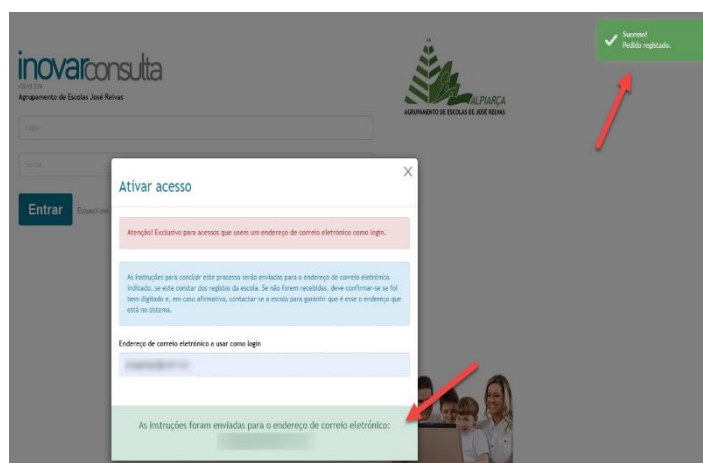 Sucesso!
Pedido registado.
inovarconsulta
Agrupamento de Escolas José Relvas
ALPIARÇA
AGRUPAMENTO DE ESCOLAS DE JOSÉ RELVAS
Login
Entrar
X
Ativar acesso
Atenção! Exclusivo para acessos que usem um endereço de correio eletrónico como login.
As instruções para concluir este processo serão enviadas para o endereço de correio eletrónico
indicado, se este constar dos registos da escola. Se não forem recebidas, deve confirmar-se se foi
bem digitado e, em caso afirmativo, contactar-se a escola para garantir que é esse o endereço que
está no sistema.
Endereço de correio eletrónico a usar como login
As instruções foram enviadas para o endereço de correio eletrónico: